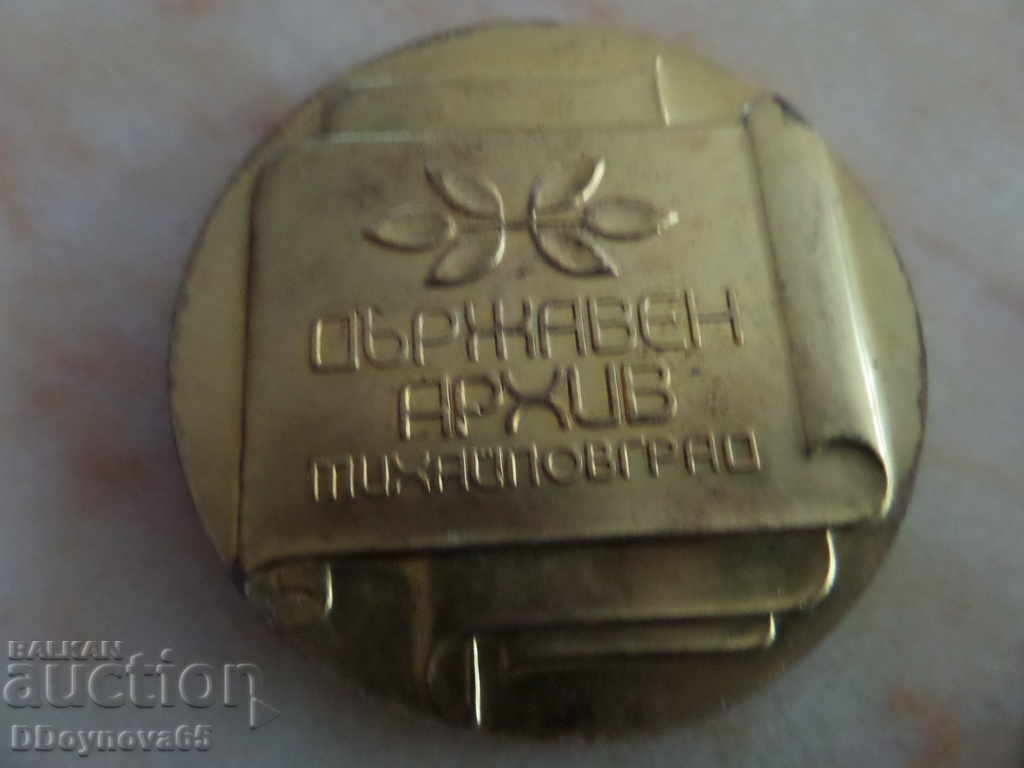 ДЪРЖАВЕН
АРХИВ
МИХАЙЛОВГРАД
BALKAN
auction
DDoynova65